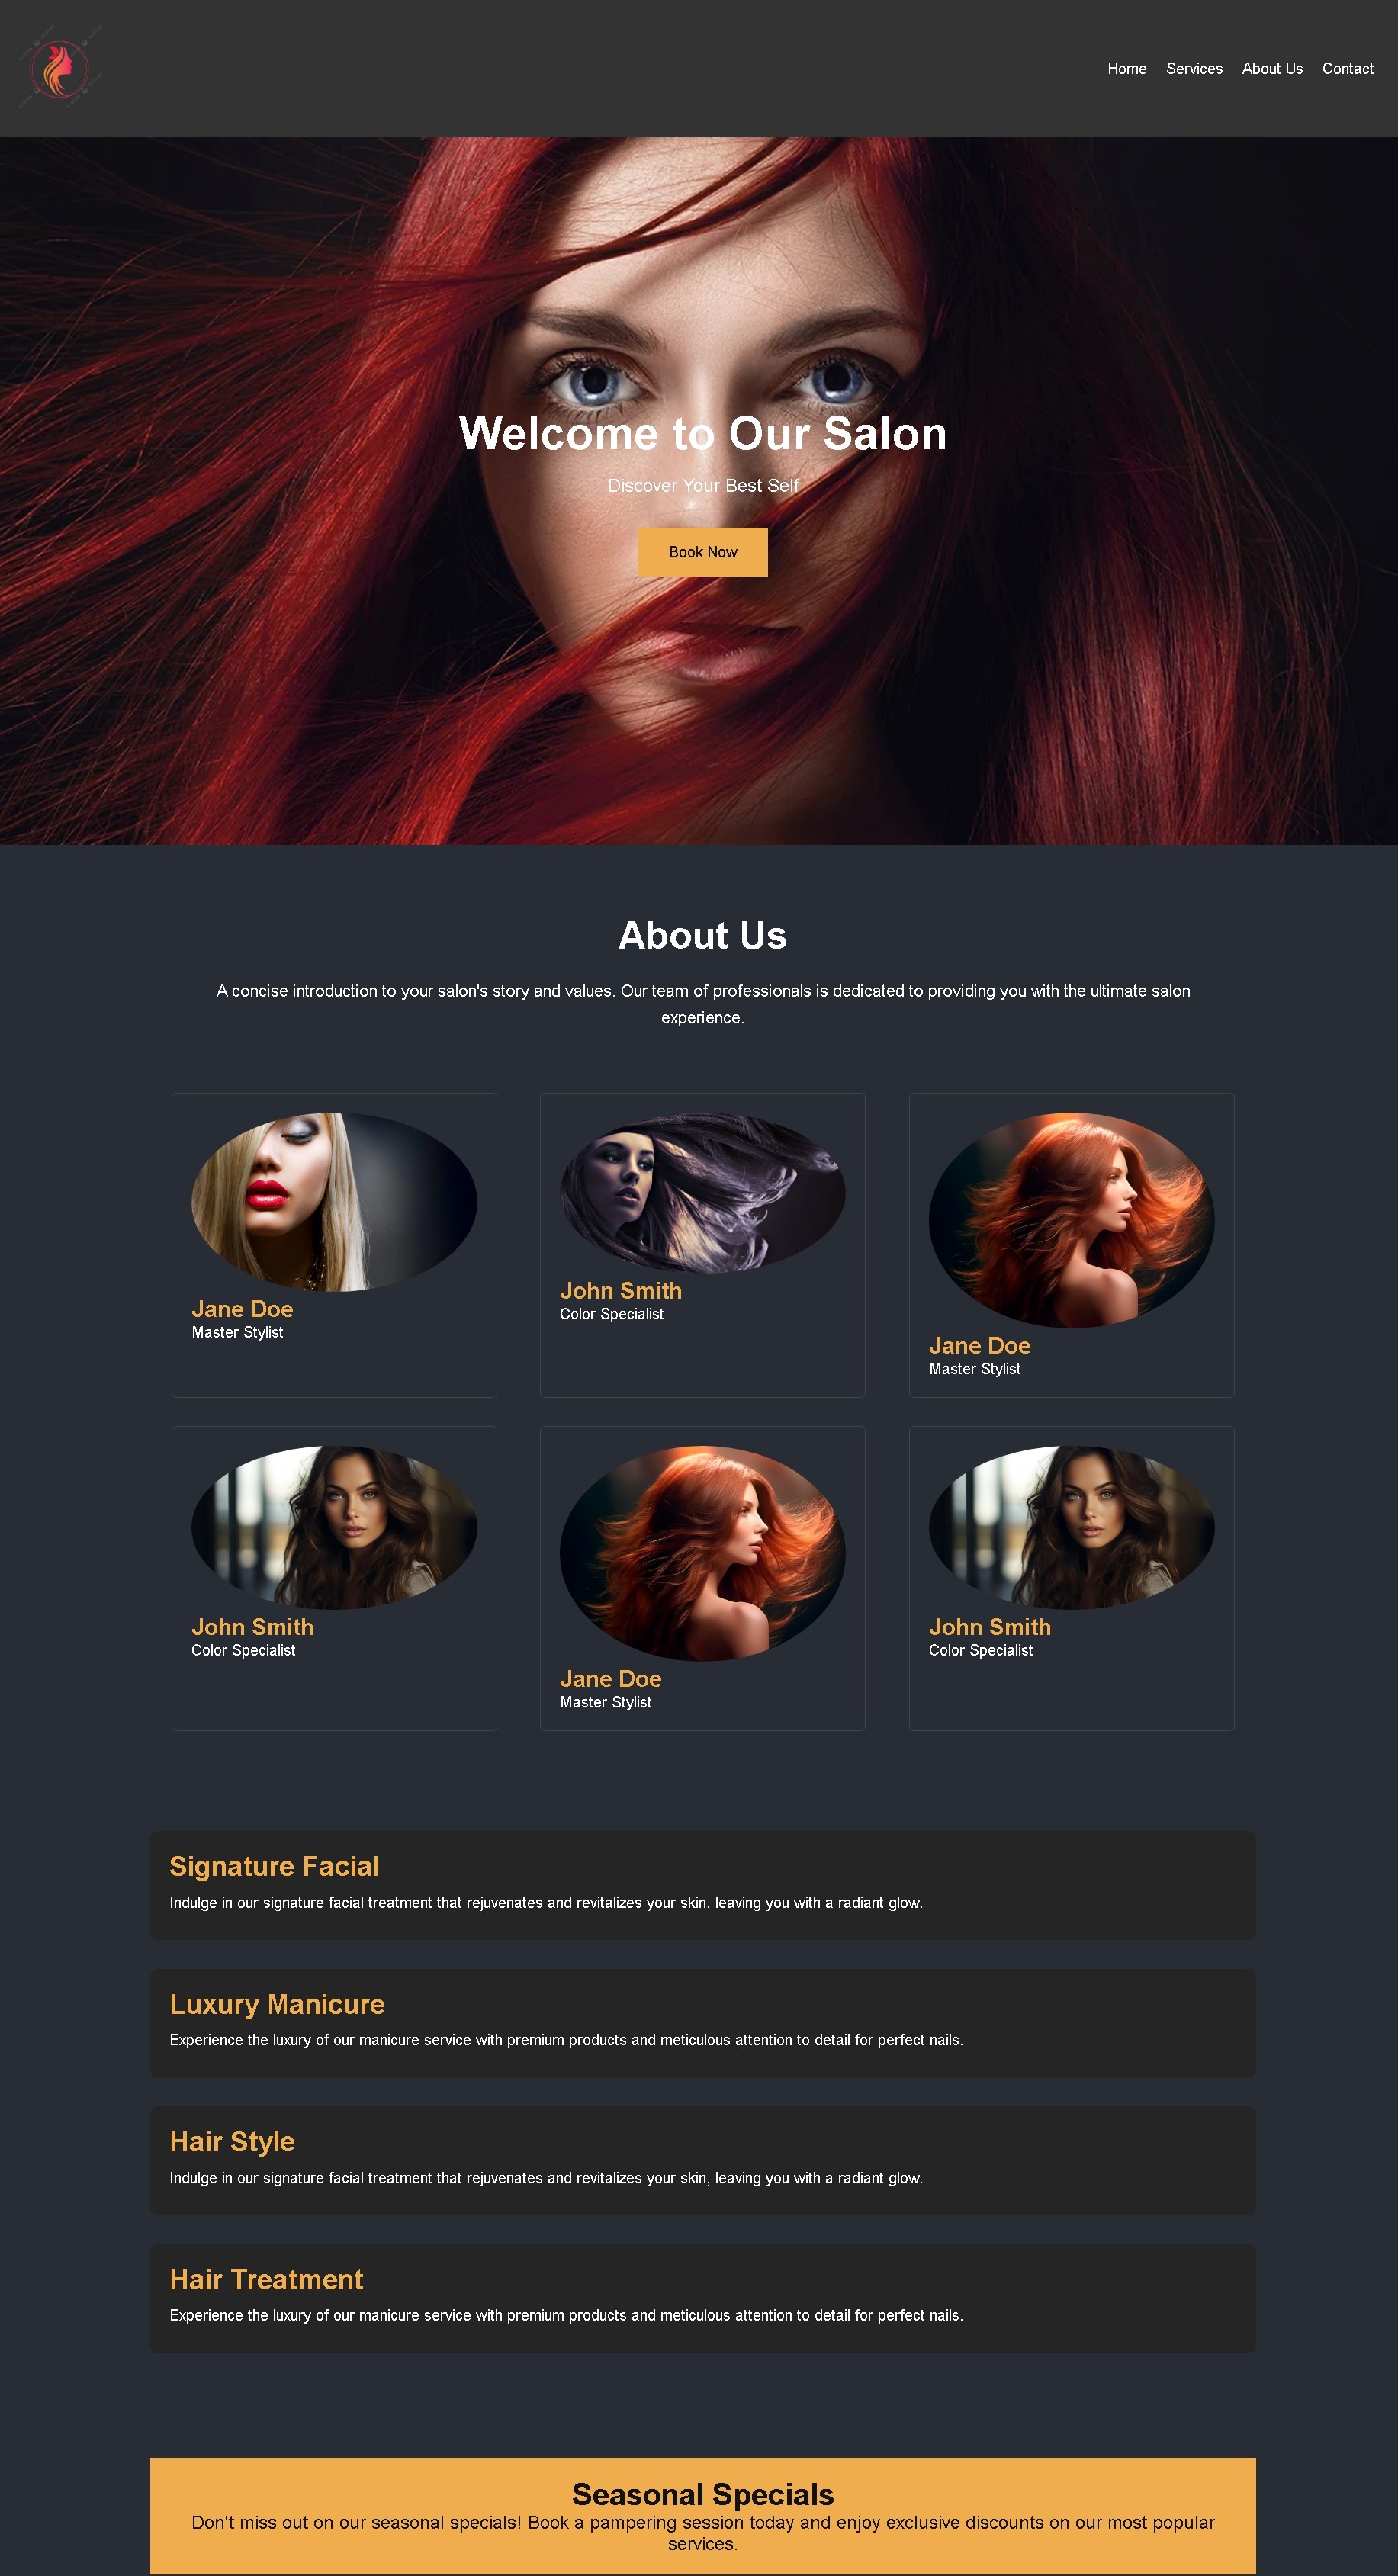 Home Services About Us Contact
Welcome to Our Salon
Discover Your Best Self
Book Now
About Us
A concise introduction to your salon's story and values. Our team of professionals is dedicated to providing you with the ultimate salon
experience.
Jane Doe
Master Stylist
John Smith
Color Specialist
Jane Doe
Master Stylist
John Smith
Color Specialist
Jane Doe
Master Stylist
John Smith
Color Specialist
Signature Facial
Indulge in our signature facial treatment that rejuvenates and revitalizes your skin, leaving you with a radiant glow.
Luxury Manicure
Experience the luxury of our manicure service with premium products and meticulous attention to detail for perfect nails.
Hair Style
Indulge in our signature facial treatment that rejuvenates and revitalizes your skin, leaving you with a radiant glow.
Hair Treatment
Experience the luxury of our manicure service with premium products and meticulous attention to detail for perfect nails.
Seasonal Specials
Don't miss out on our seasonal specials! Book a pampering session today and enjoy exclusive discounts on our most popular
services.